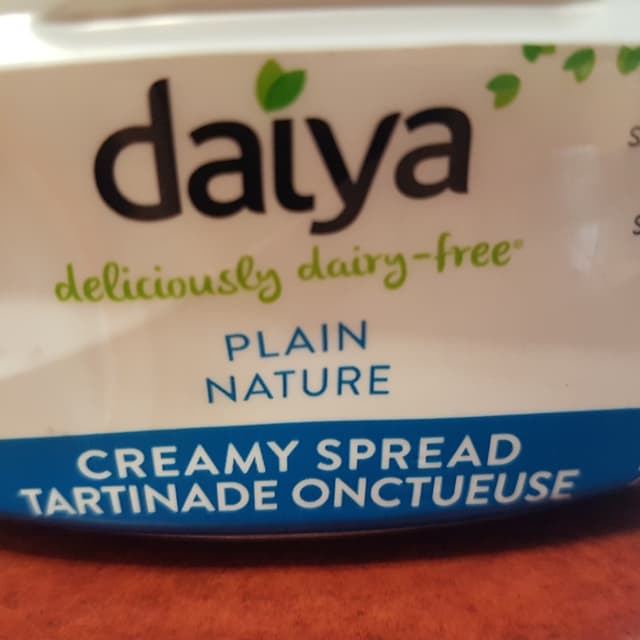 daiya
deliciously dairy-free®
PLAIN
NATURE
CREAMY SPREAD
TARTINADE ONCTUEUSE